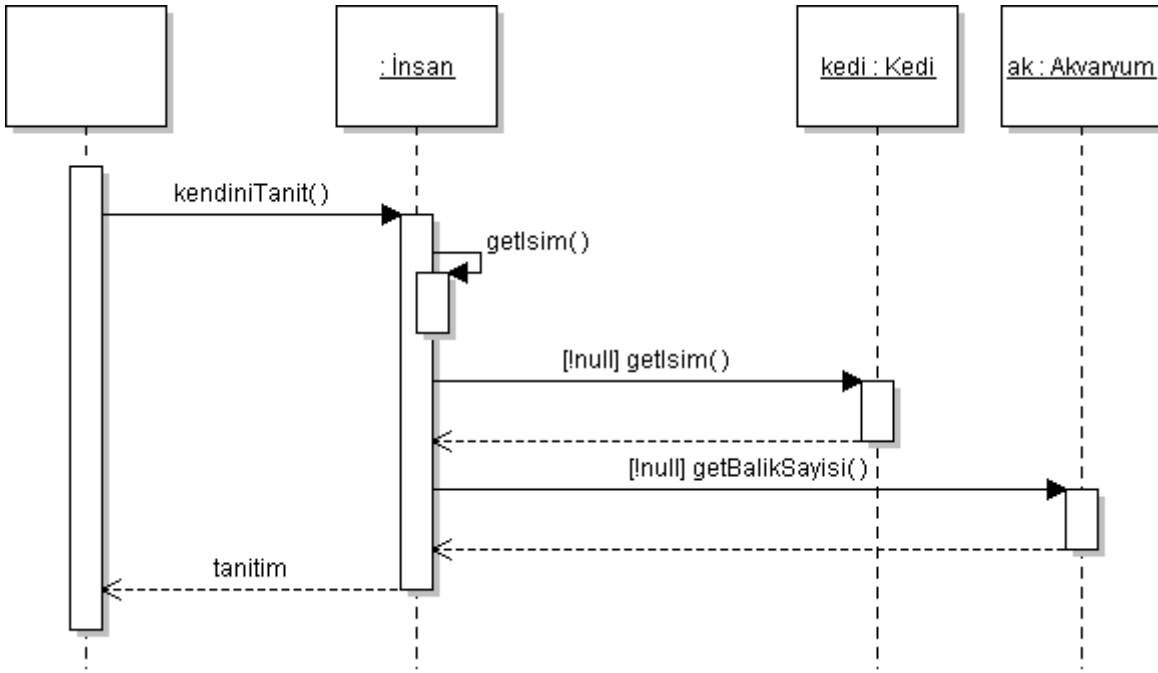 : İnsan
kedi : Kedi
ak : Akvaryum
kendiniTanit( )
getIsim( )
[!null] getIsim( )
[!null] getBalikSayisi( )
tanitim